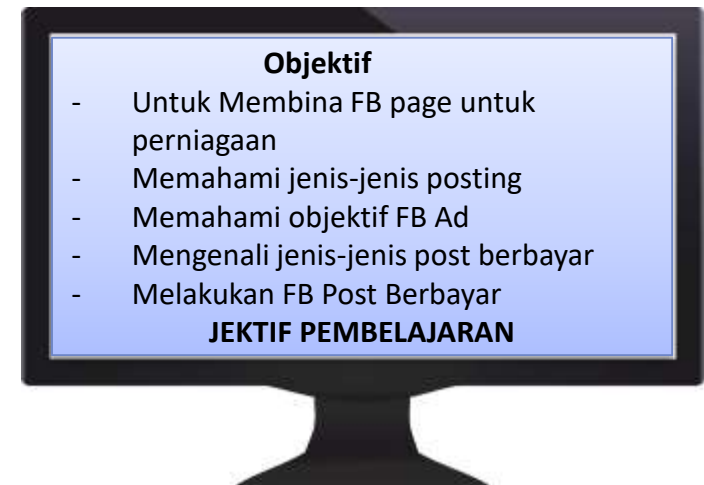 Objektif
- Untuk Membina FB page untuk
perniagaan
- Memahami jenis-jenis posting
- Memahami objektif FB Ad
- Mengenali jenis-jenis post berbayar
- Melakukan FB Post Berbayar
JEKTIF PEMBELAJARAN